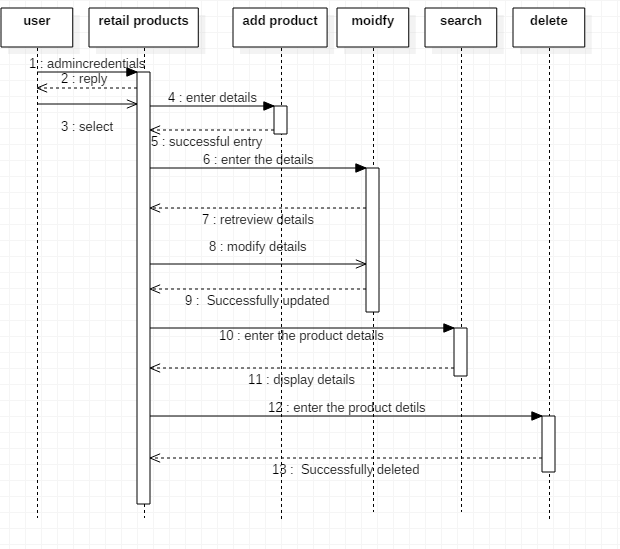 user
retail products
add product
moidfy
search
delete
1 : admincredentials
2 : reply
3 : select
4 : enter details
5 : successful entry
6 : enter the details
7 : retreview details
8 : modify details
9 : Successfully updated
10 : enter the product details
11 : display details
12 : enter the product detils
13 : Successfully deleted